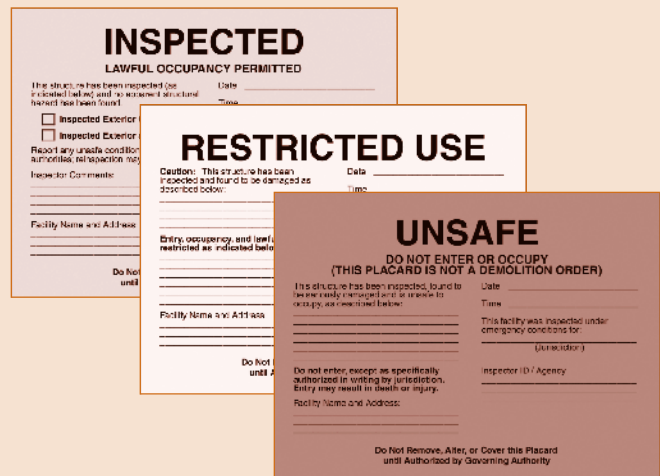 INSPECTED
LAWFUL OCCUPANCY PERMITTED
This structure has been inspected (as
indicated below) and no apparent structural
hazard has been found.
Date
Time
Inspected Exterior
Inspected Exterior
Report any unsafe condition
authorities; reinspection may
Inspector Comments:
Facility Name and Address
Do Not
until
RESTRICTED USE
Caution: This structure has been
inspected and found to be damaged as
described below:
Date
Time
Entry, occupancy, and lawfu
restricted as indicated belo
Facility Name and Address
Do Not
until A
UNSAFE
DO NOT ENTER OR OCCUPY
(THIS PLACARD IS NOT A DEMOLITION ORDER)
This structure has been inspected, found to
be seriously damaged and is unsafe to
occupy, as described below:
Do not enter, except as specifically
authorized in writing by jurisdiction.
Entry may result in death or injury.
Facility Name and Address:
Date
Time
This facility was inspected under
emergency conditions for:
(Jurisdiction)
Inspector ID / Agency
Do Not Remove, Alter, or Cover this Placard
until Authorized by Governing Authority